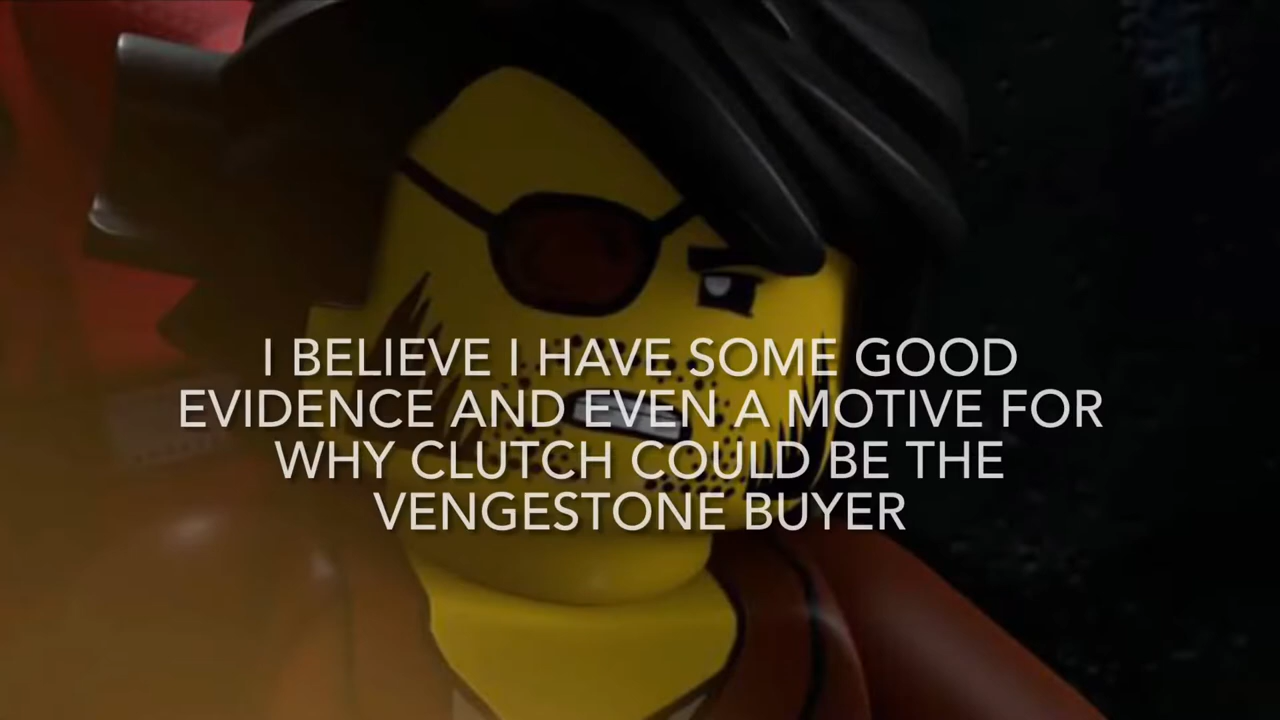 I BELIEVE I HAVE SOME GOOD
EVIDENCE AND EVEN A MOTIVE FOR
WHY CLUTCH COULD BE THE
VENGESTONE BUYER